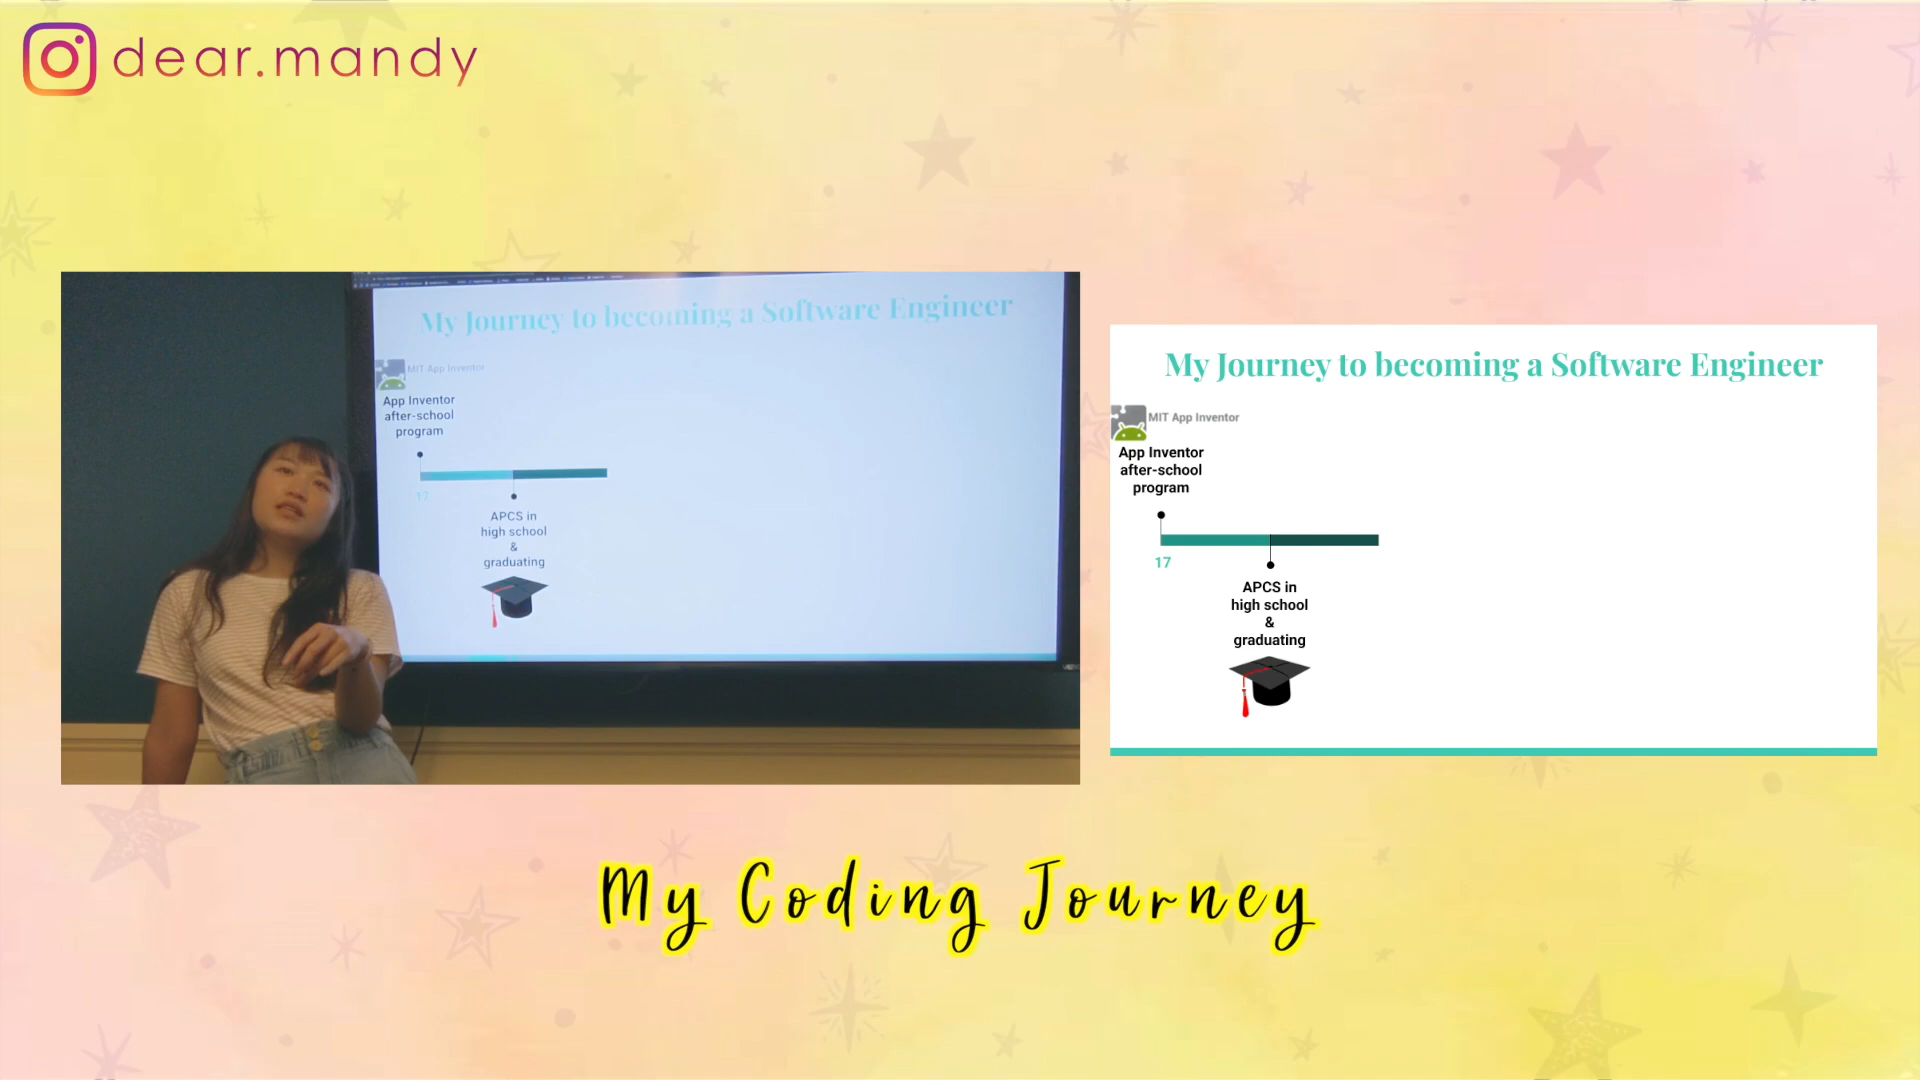 dear.mandy
My Journey to becoming a Software Engineer
MIT App Inventor
App Inventor
after-school
program
17
APCS in
high school
&
graduating
My Journey to becoming a Software Engineer
MIT App Inventor
App Inventor
after-school
program
17
APCS in
high school
&
graduating
My Coding Journey